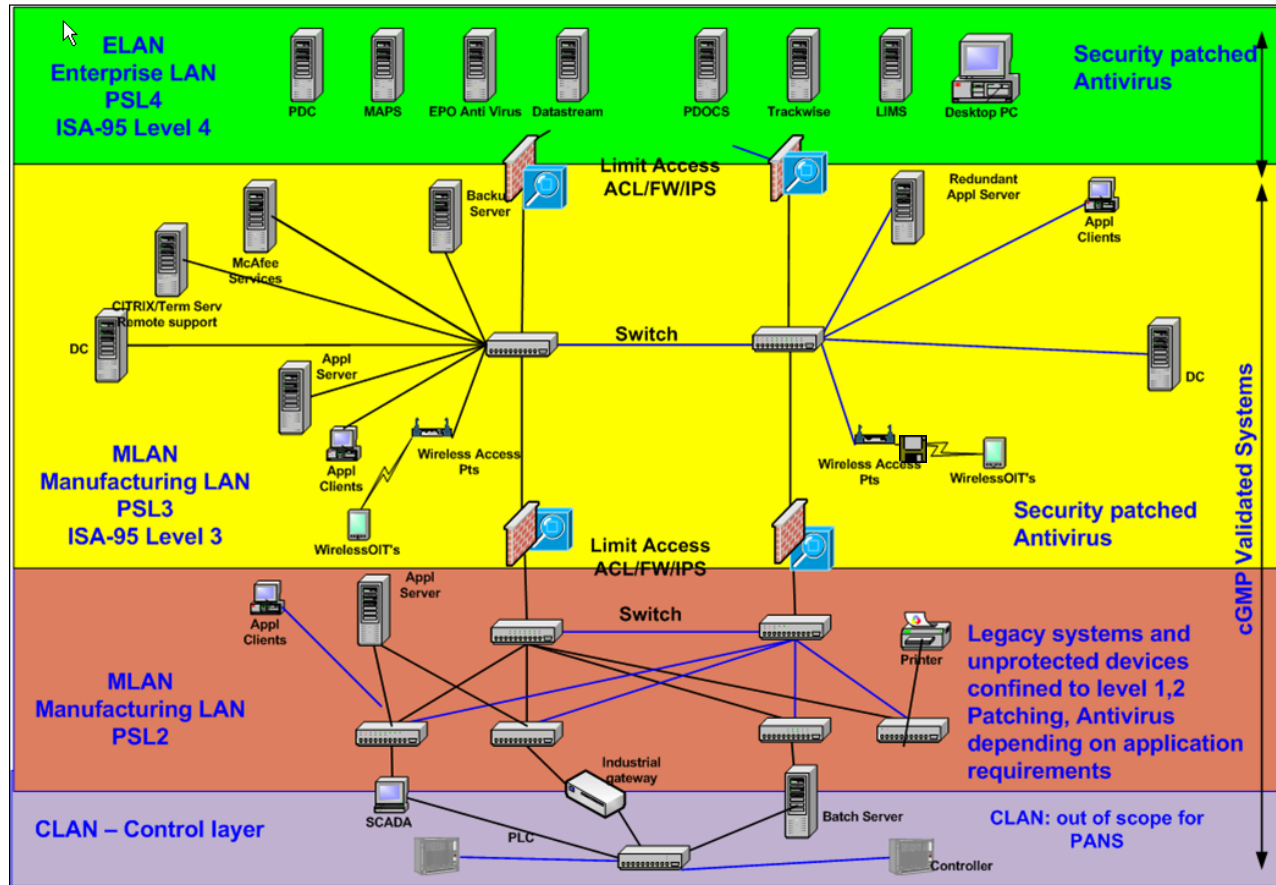 ELAN
Enterprise LAN
PSL4
ISA-95 Level 4
PDC
MAPS
EPO Anti Virus
Datastream
PDOCS
Trackwise
LIMS
Desktop PC
Security patched
Antivirus
Limit Access
ACL/FW/IPS
McAfee
Services
Backu
Server
CITRIX/Term Serv
Remote support
DC
Appl
Server
Appl
Clients
Wireless Access
Pts
WirelessOIT's
Switch
Redundant
Appl Server
Appl
Clients
DC
Wireless Access
Pts
WirelessOIT's
MLAN
Manufacturing LAN
PSL3
ISA-95 Level 3
Security patched
Antivirus
cGMP Validated Systems
Limit Access
ACL/FW/IPS
Appl
Clients
Appl
Server
Switch
Printer
MLAN
Manufacturing LAN
PSL2
Legacy systems and
unprotected devices
confined to level 1,2
Patching, Antivirus
depending on application
requirements
Industrial
gateway
SCADA
Batch Server
CLAN – Control layer
PLC
Controller
CLAN: out of scope for
PANS